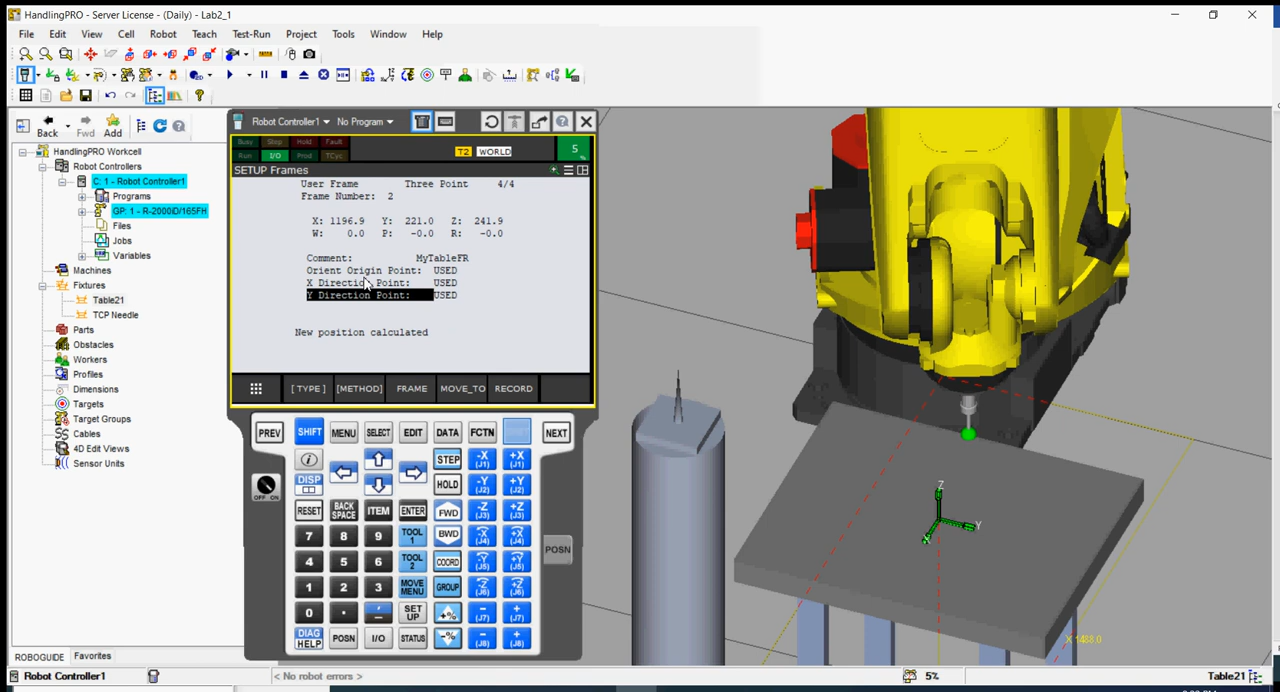 HandlingPRO - Server License - (Daily) - Lab2_1
File Edit View Cell Robot Teach Test-Run Project Tools Window Help
Back Fwd Add
HandlingPRO Workcell
Robot Controllers
C: 1 - Robot Controller1
Programs
GP: 1 - R-2000iD/165FH
Files
Jobs
Variables
Machines
Fixtures
Table21
TCP Needle
Parts
Obstacles
Workers
Profiles
Dimensions
Targets
Target Groups
Cables
4D Edit Views
Sensor Units
ROBOGUIDE Favorites
Robot Controller1 No Program
Busy Step Hold Fault
Run I/O Prod TCyc
T2 WORLD
5
%
SETUP Frames
User Frame Three Point 4/4
Frame Number: 2
X: 1196.9 Y: 221.0 Z: 241.9
W: 0.0 P: -0.0 R: -0.0
Comment: MyTableFR
Orient Origin Point: USED
X Direction Point: USED
Y Direction Point: USED
New position calculated
[ TYPE ] [METHOD] FRAME MOVE_TO RECORD
PREV SHIFT MENU SELECT EDIT DATA FCTN NEXT
i STEP -X (J1) +X (J1)
DISP HOLD -Y (J2) +Y (J2)
OFF ON
RESET BACK SPACE ITEM ENTER FWD -Z (J3) +Z (J3)
7 8 9 TOOL 1 BWD -X (J4) +X (J4)
POSN
4 5 6 TOOL 2 COORD -Y (J5) +Y (J5)
1 2 3 MOVE MENU GROUP -Z (J6) +Z (J6)
0 . SET UP +% - (J7) + (J7)
DIAG HELP POSN I/O STATUS -% - (J8) + (J8)
Z
Y
X
X 1488.0
Robot Controller1 < No robot errors > 5% Table21